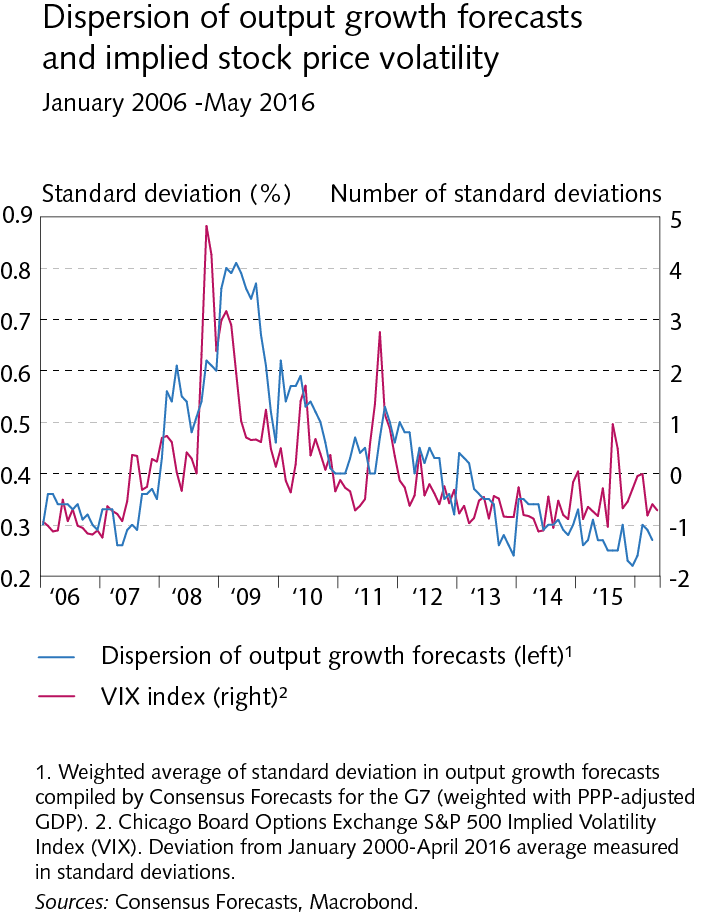 Dispersion of output growth forecasts
and implied stock price volatility
January 2006 -May 2016
Standard deviation (%)
Number of standard deviations
0.9
0.8
0.7
0.6
0.5
0.4
0.3
0.2
5
4
3
2
1
0
-1
-2
‘06 ‘07 ‘08 ‘09 ‘10 ‘11 ‘12 ‘13 ‘14 ‘15
Dispersion of output growth forecasts (left)¹
VIX index (right)²
1. Weighted average of standard deviation in output growth forecasts
compiled by Consensus Forecasts for the G7 (weighted with PPP-adjusted
GDP). 2. Chicago Board Options Exchange S&P 500 Implied Volatility
Index (VIX). Deviation from January 2000-April 2016 average measured
in standard deviations.
Sources: Consensus Forecasts, Macrobond.